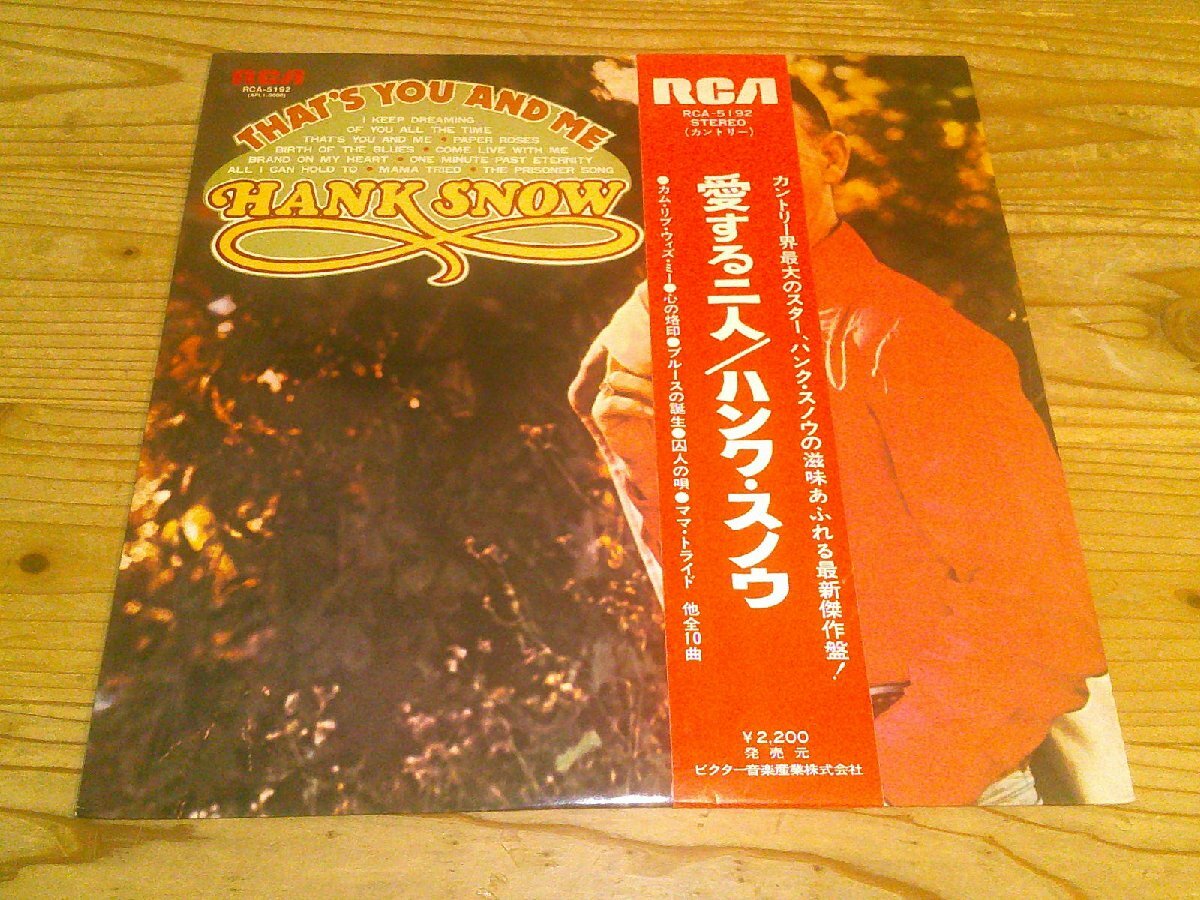 RCA
RCA-5192
THAT'S YOU AND ME
I KEEP DREAMING
OF YOU ALL THE TIME
THAT'S YOU AND ME • PAPER ROSES
BIRTH OF THE BLUES • COME LIVE WITH ME
BRAND ON MY HEART • ONE MINUTE PAST ETERNITY
ALL I CAN HOLD TO • MAMA TRIED • THE PRISONER SONG
HANK SNOW
RCA
RCA-5192
STEREO
(カントリー)
カントリー界最大のスター、ハンク・スノウの滋味あふれる最新傑作盤!
愛する二人/ハンク・スノウ
●カム・リブ・ウィズ・ミー●心の烙印●ブルースの誕生●囚人の唄●ママ・トライド 他全10曲
¥2,200
発売元
ビクター音楽産業株式会社